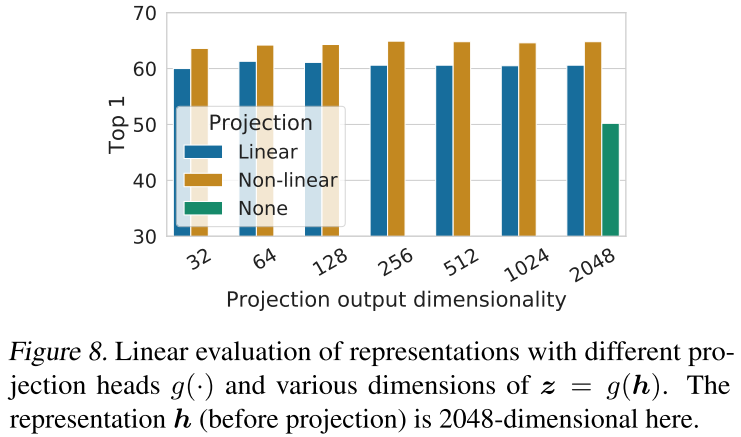 70
60
50
40
30
Top 1
Projection
Linear
Non-linear
None
32 64 128 256 512 1024 2048
Projection output dimensionality
Figure 8. Linear evaluation of representations with different pro-
jection heads g(·) and various dimensions of z = g(h). The
representation h (before projection) is 2048-dimensional here.